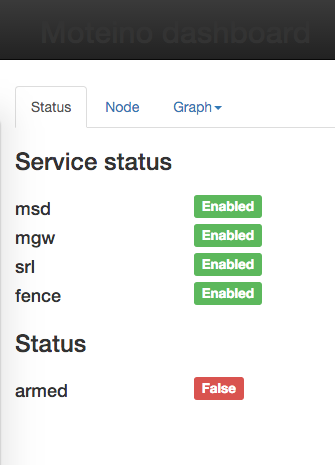 Moteino dashboard
Status Node Graph
Service status
msd Enabled
mgw Enabled
srl Enabled
fence Enabled
Status
armed False